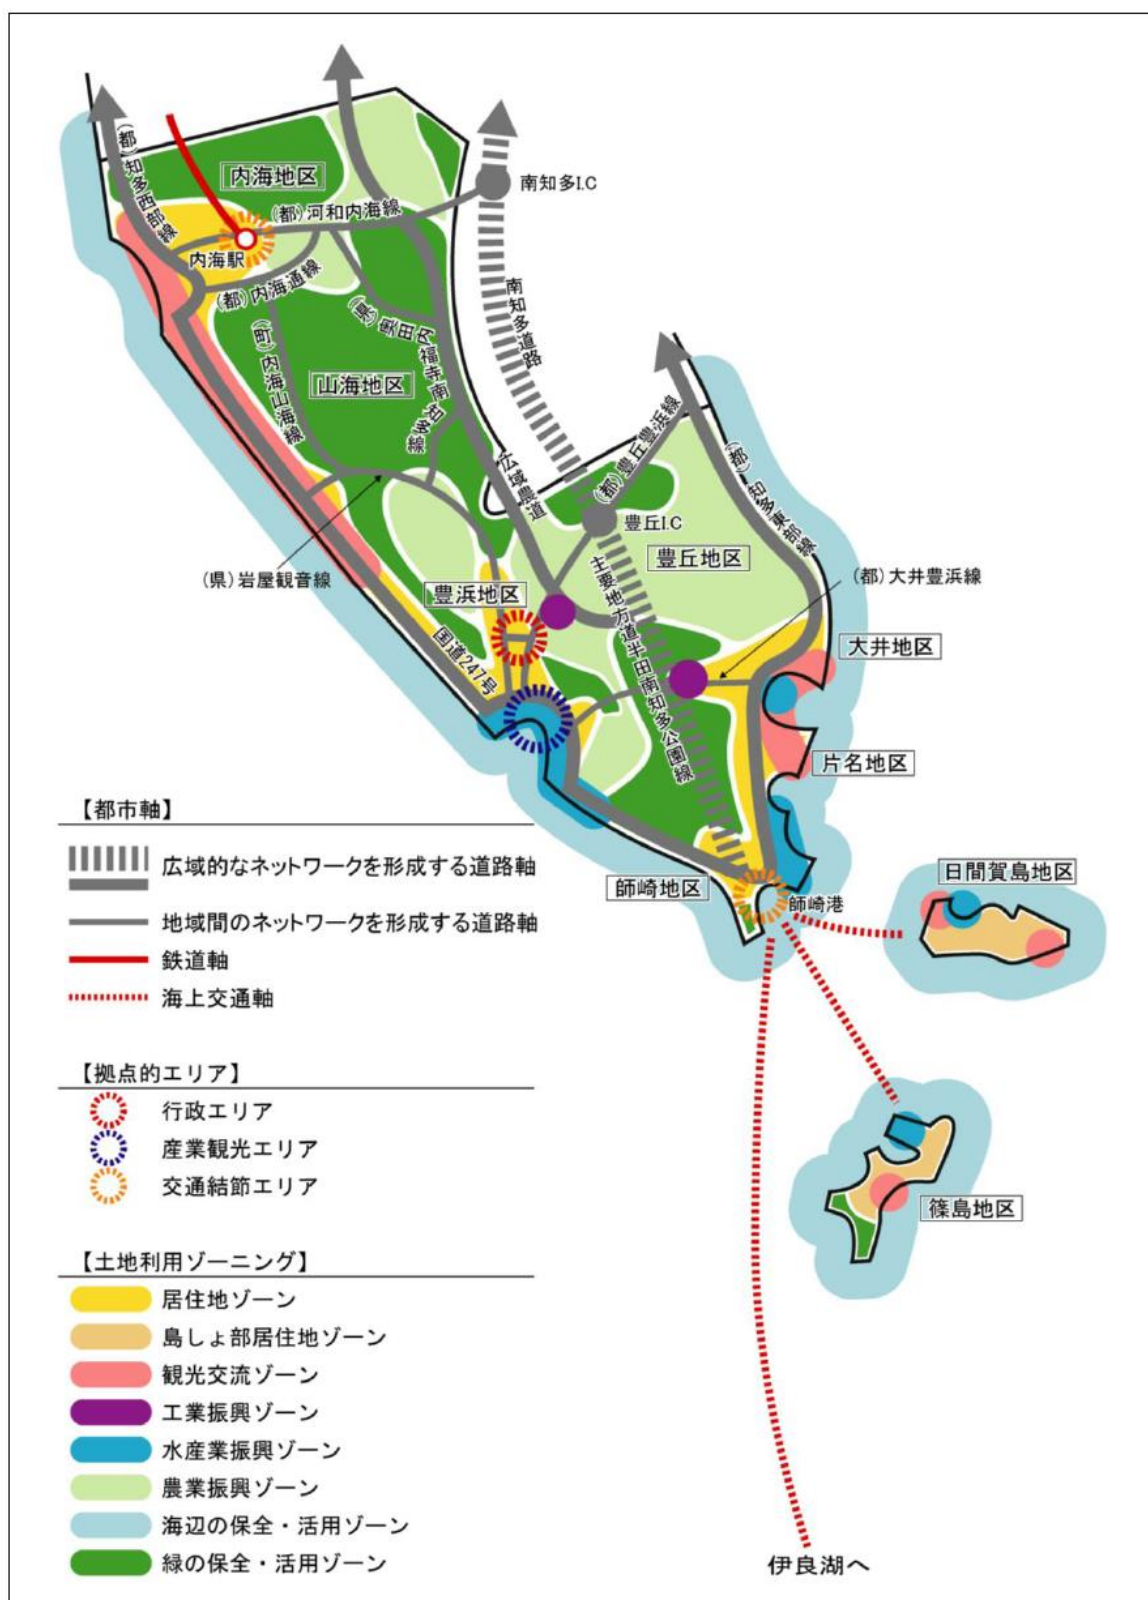 内海地区
南知多I.C
(都)知多西部線
(都)河和内海線
内海駅
(都)内海通線
南知多道路
(県)奥田内福寺南知多線
(町)内海山海線
山海地区
(都)豊丘豊浜線
広域農道
(都)知多東部線
豊丘I.C
豊丘地区
(県)岩屋観音線
豊浜地区
主要地方道半田南知多公園線
(都)大井豊浜線
大井地区
国道247号
片名地区
師崎地区
師崎港
日間賀島地区
篠島地区
伊良湖へ
【都市軸】
広域的なネットワークを形成する道路軸
地域間のネットワークを形成する道路軸
鉄道軸
海上交通軸
【拠点的エリア】
行政エリア
産業観光エリア
交通結節エリア
【土地利用ゾーニング】
居住地ゾーン
島しょ部居住地ゾーン
観光交流ゾーン
工業振興ゾーン
水産業振興ゾーン
農業振興ゾーン
海辺の保全・活用ゾーン
緑の保全・活用ゾーン